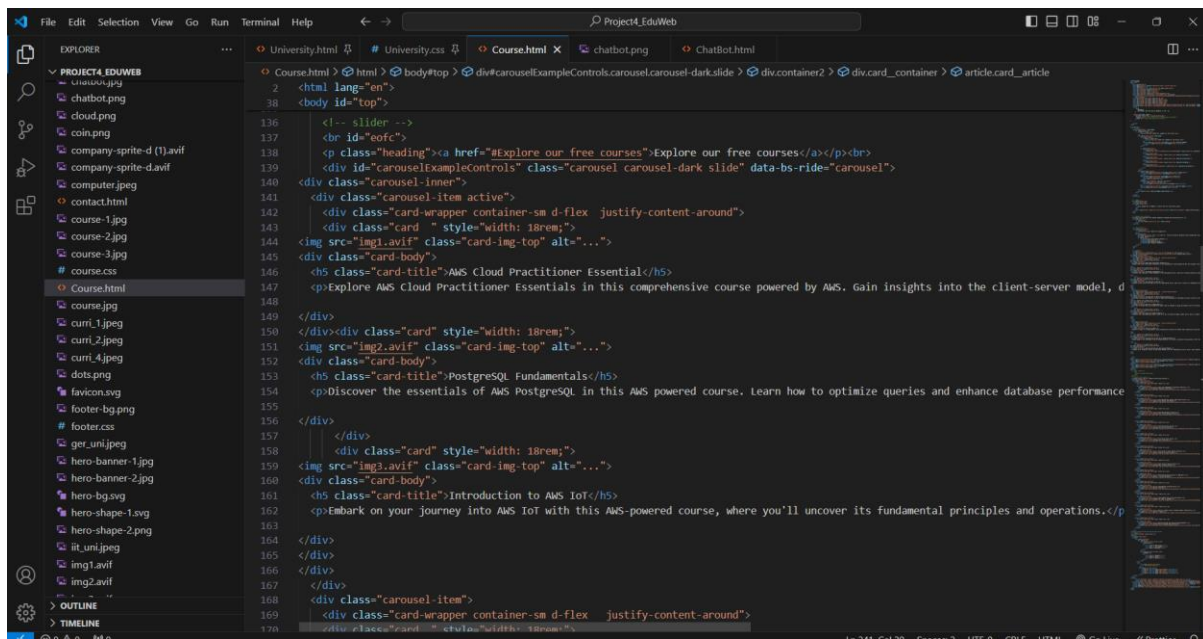 File Edit Selection View Go Run Terminal Help
Project4_EduWeb
EXPLORER
PROJECT4_EDUWEB
chatbot.jpg
chatbot.png
cloud.png
coin.png
company-sprite-d (1).avif
company-sprite-d.avif
computer.jpeg
contact.html
course-1.jpg
course-2.jpg
course-3.jpg
course.css
Course.html
course.jpg
curri_1.jpeg
curri_2.jpeg
curri_4.jpeg
dots.png
favicon.svg
footer-bg.png
footer.css
ger_uni.jpeg
hero-banner-1.jpg
hero-banner-2.jpg
hero-bg.svg
hero-shape-1.svg
hero-shape-2.png
iit_uni.jpeg
img1.avif
img2.avif
OUTLINE
TIMELINE
University.html # University.css Course.html chatbot.png ChatBot.html
Course.html > html > body#top > div#carouselExampleControls.carousel.carousel-dark.slide > div.container2 > div.card__container > article.card__article
2 <html lang="en">
38 <body id="top">
136 <!-- slider -->
137 <br id="eofc">
138 <p class="heading"><a href="#Explore our free courses">Explore our free courses</a></p><br>
139 <div id="carouselExampleControls" class="carousel carousel-dark slide" data-bs-ride="carousel">
140 <div class="carousel-inner">
141 <div class="carousel-item active">
142 <div class="card-wrapper container-sm d-flex  justify-content-around">
143 <div class="card  " style="width: 18rem;">
144 <img src="img1.avif" class="card-img-top" alt="...">
145 <div class="card-body">
146 <h5 class="card-title">AWS Cloud Practitioner Essential</h5>
147 <p>Explore AWS Cloud Practitioner Essentials in this comprehensive course powered by AWS. Gain insights into the client-server model, d
148
149 </div>
150 </div><div class="card" style="width: 18rem;">
151 <img src="img2.avif" class="card-img-top" alt="...">
152 <div class="card-body">
153 <h5 class="card-title">PostgreSQL Fundamentals</h5>
154 <p>Discover the essentials of AWS PostgreSQL in this AWS powered course. Learn how to optimize queries and enhance database performance
155
156 </div>
157 </div>
158 <div class="card" style="width: 18rem;">
159 <img src="img3.avif" class="card-img-top" alt="...">
160 <div class="card-body">
161 <h5 class="card-title">Introduction to AWS IoT</h5>
162 <p>Embark on your journey into AWS IoT with this AWS-powered course, where you'll uncover its fundamental principles and operations.</p
163
164 </div>
165 </div>
166 </div>
167 </div>
168 <div class="carousel-item">
169 <div class="card-wrapper container-sm d-flex   justify-content-around">
170 <div class="card  " style="width: 18rem;">